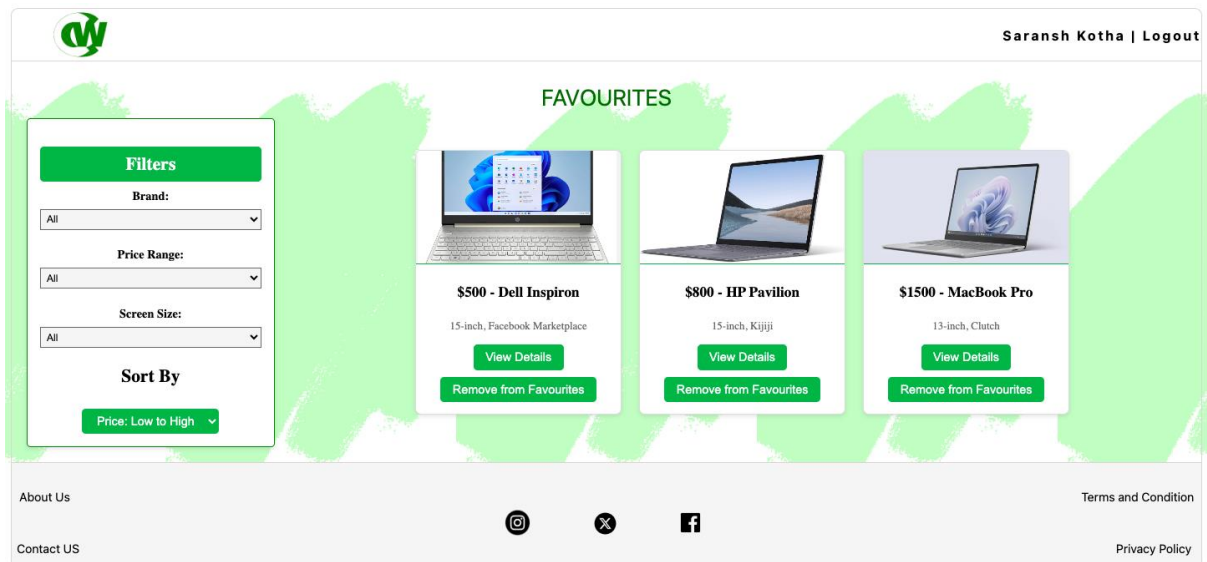 CW
Saransh Kotha | Logout
FAVOURITES
Filters
Brand:
All
Price Range:
All
Screen Size:
All
Sort By
Price: Low to High
$500 - Dell Inspiron
15-inch, Facebook Marketplace
View Details
Remove from Favourites
$800 - HP Pavilion
15-inch, Kijiji
View Details
Remove from Favourites
$1500 - MacBook Pro
13-inch, Clutch
View Details
Remove from Favourites
About Us
Terms and Condition
Contact US
Privacy Policy